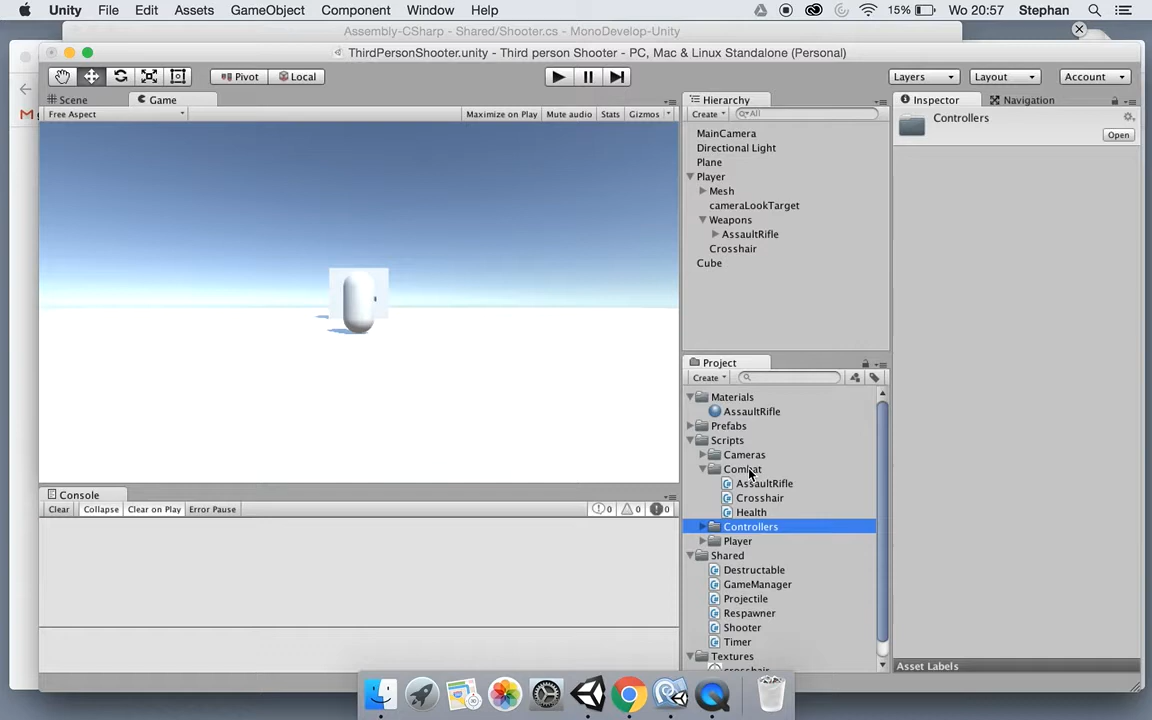 Unity File Edit Assets GameObject Component Window Help 15% Wo 20:57 Stephan
Assembly-CSharp - Shared/Shooter.cs - MonoDevelop-Unity
ThirdPersonShooter.unity - Third person Shooter - PC, Mac & Linux Standalone (Personal)
Pivot Local Layers Layout Account
Scene Game Hierarchy Inspector Navigation
Free Aspect Maximize on Play Mute audio Stats Gizmos Create All
Controllers
Open
MainCamera
Directional Light
Plane
Player
Mesh
cameraLookTarget
Weapons
AssaultRifle
Crosshair
Cube
Project
Create
Materials
AssaultRifle
Prefabs
Scripts
Cameras
Combat
AssaultRifle
Crosshair
Health
Controllers
Player
Shared
Destructable
GameManager
Projectile
Respawner
Shooter
Timer
Textures
crosshair
Console
Clear Collapse Clear on Play Error Pause 0 0 0
Asset Labels